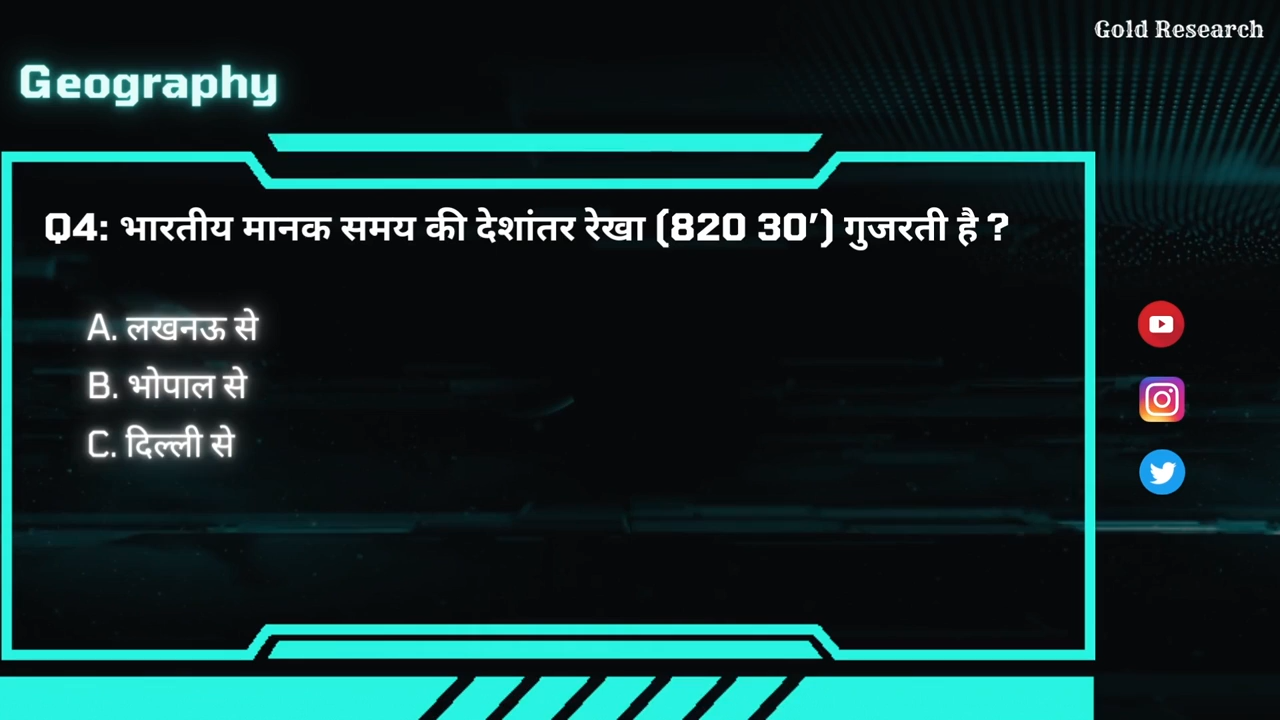 Gold Research
Geography
Q4: भारतीय मानक समय की देशांतर रेखा (820 30′) गुजरती है ?
A. लखनऊ से
B. भोपाल से
C. दिल्ली से